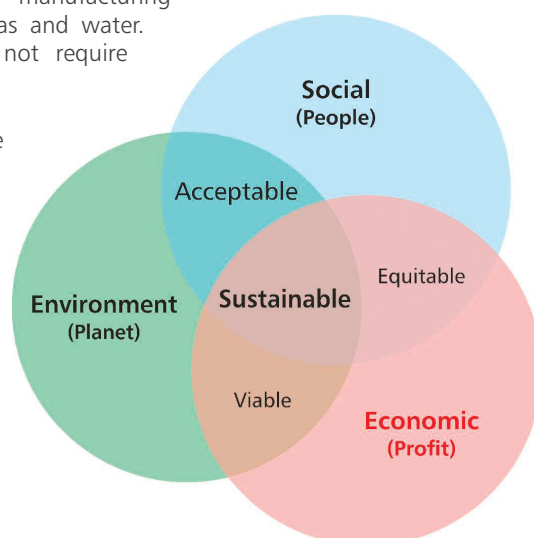 manufacturing
as and water.
not require
e
Social
(People)
Acceptable
Equitable
Environment
(Planet)
Sustainable
Viable
Economic
(Profit)